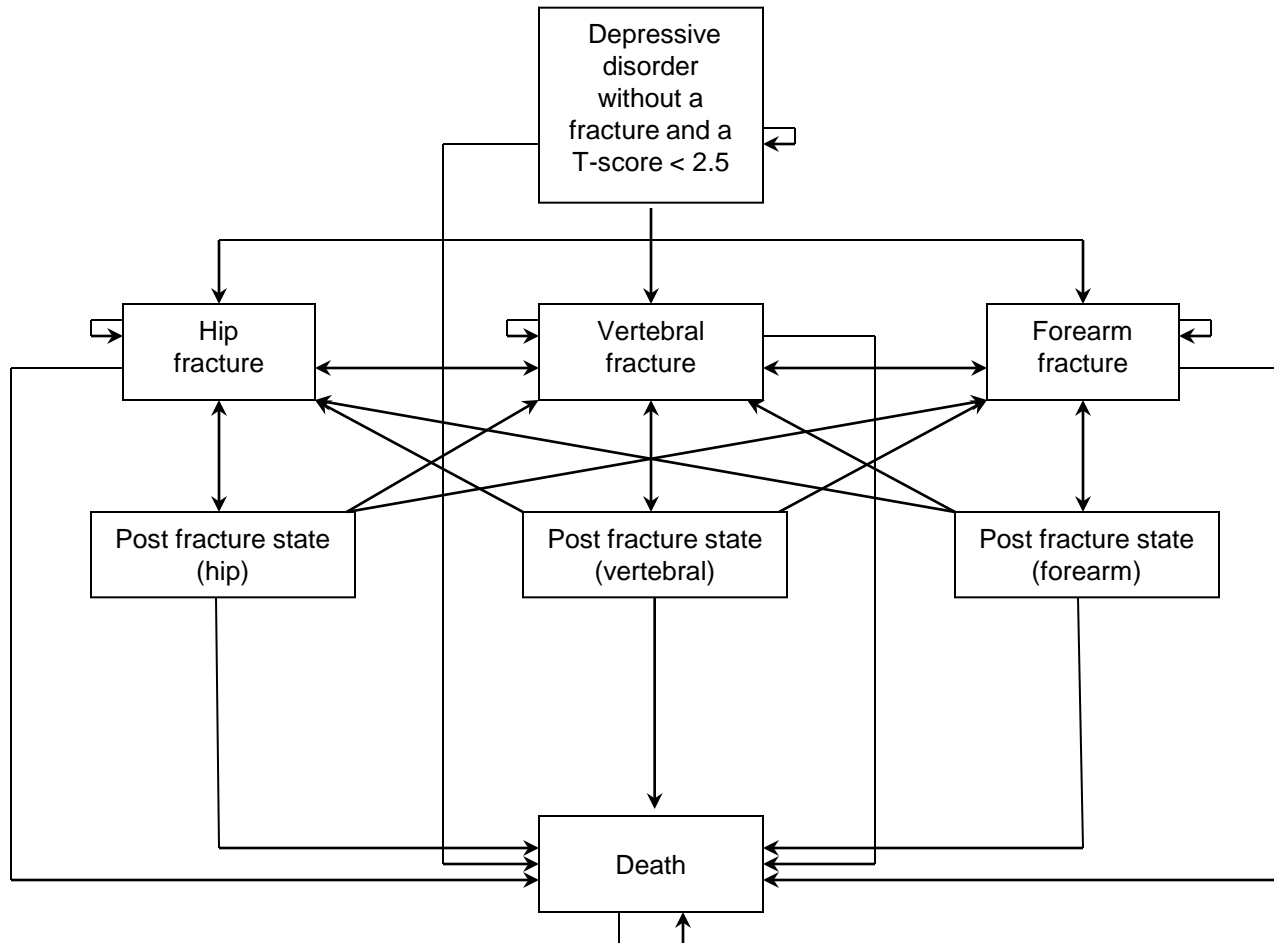 Depressive
disorder
without a
fracture and a
T-score < 2.5
Hip
fracture
Vertebral
fracture
Forearm
fracture
Post fracture state
(hip)
Post fracture state
(vertebral)
Post fracture state
(forearm)
Death